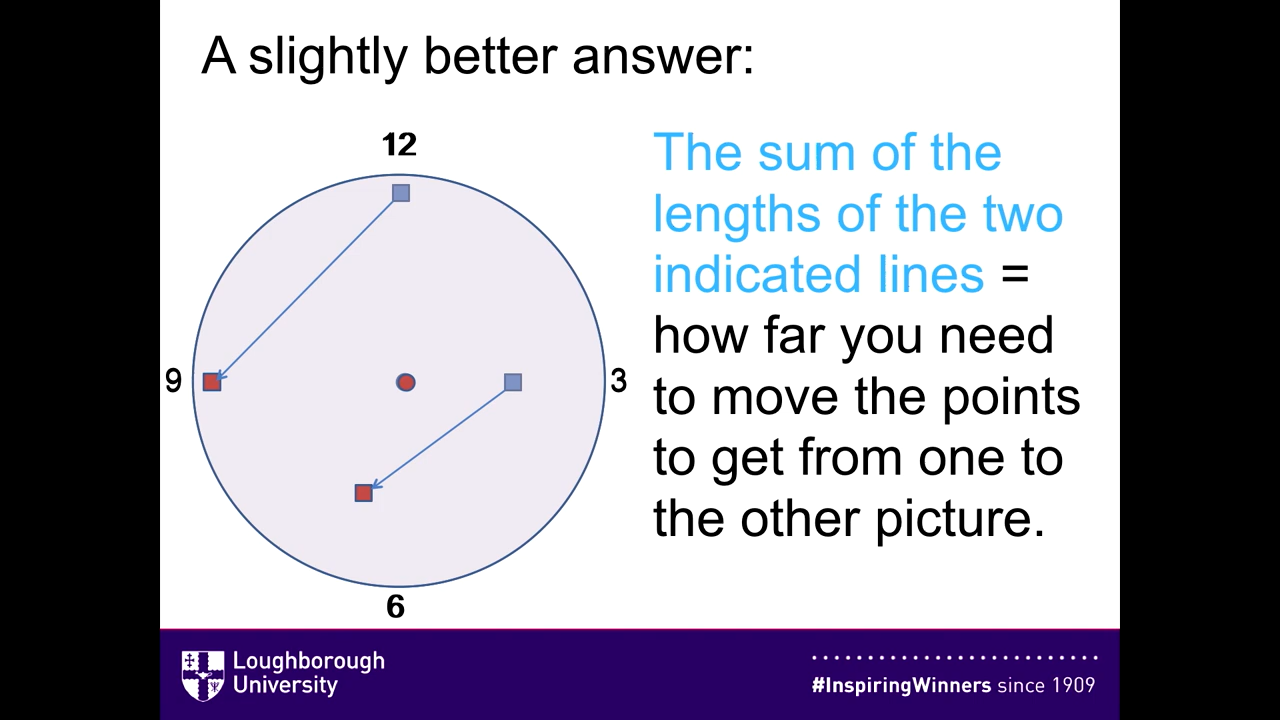 A slightly better answer:
12
9
3
6
The sum of the
lengths of the two
indicated lines =
how far you need
to move the points
to get from one to
the other picture.
Loughborough
University
#InspiringWinners since 1909